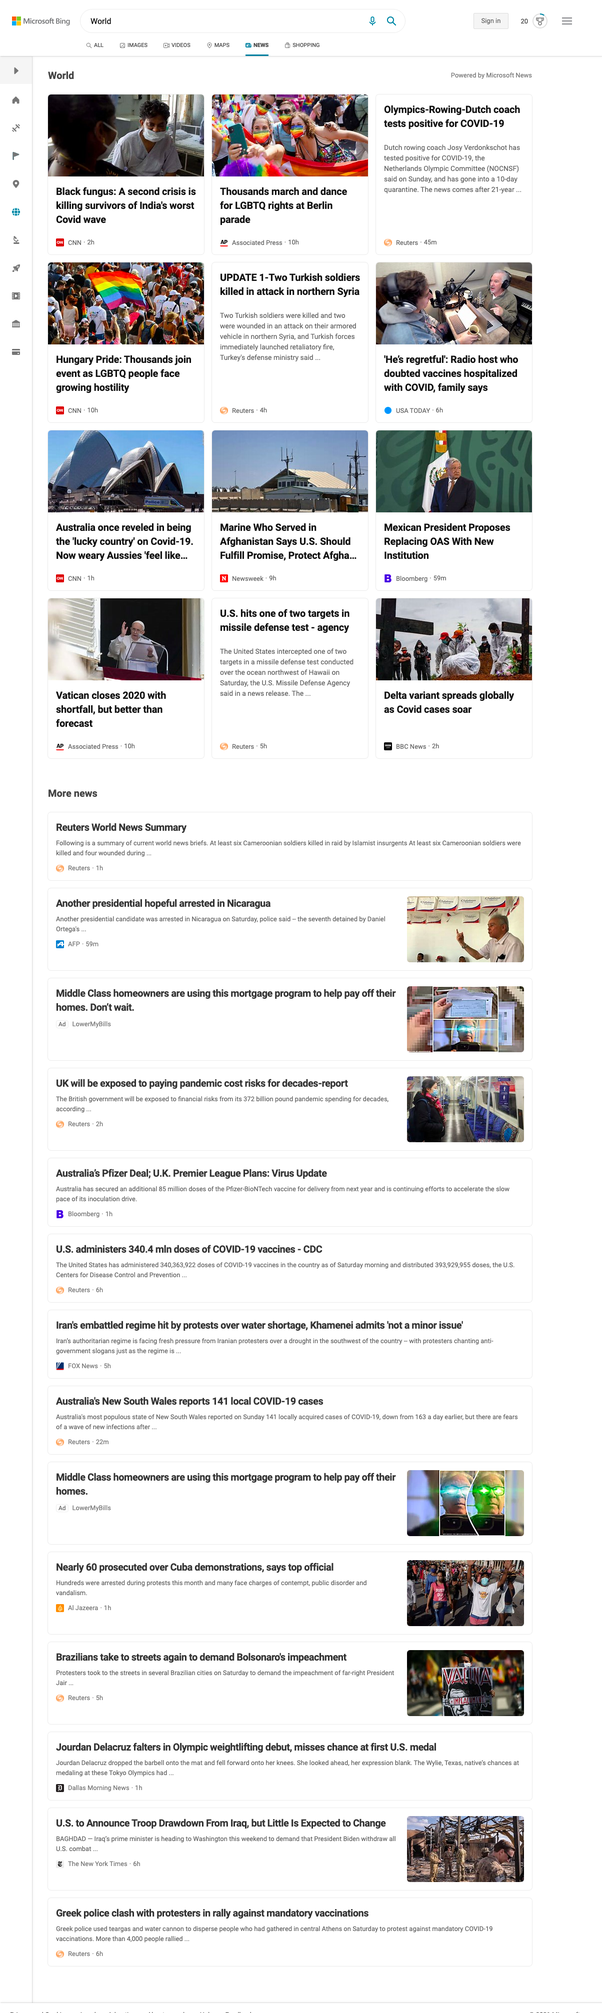 Microsoft Bing
World
Sign in
20
ALL
IMAGES
VIDEOS
MAPS
NEWS
SHOPPING
World
Powered by Microsoft News
Black fungus: A second crisis is
killing survivors of India's worst
Covid wave
CNN · 2h
Thousands march and dance
for LGBTQ rights at Berlin
parade
AP Associated Press · 10h
Olympics-Rowing-Dutch coach
tests positive for COVID-19
Dutch rowing coach Josy Verdonkschot has
tested positive for COVID-19, the
Netherlands Olympic Committee (NOCNSF)
said on Sunday, and has gone into a 10-day
quarantine. The news comes after 21-year ...
Reuters · 45m
Hungary Pride: Thousands join
event as LGBTQ people face
growing hostility
CNN · 10h
UPDATE 1-Two Turkish soldiers
killed in attack in northern Syria
Two Turkish soldiers were killed and two
were wounded in an attack on their armored
vehicle in northern Syria, and Turkish forces
immediately launched retaliatory fire,
Turkey's defense ministry said ...
Reuters · 4h
'He's regretful': Radio host who
doubted vaccines hospitalized
with COVID, family says
USA TODAY · 6h
Australia once reveled in being
the 'lucky country' on Covid-19.
Now weary Aussies 'feel like...
CNN · 1h
Marine Who Served in
Afghanistan Says U.S. Should
Fulfill Promise, Protect Afgha...
N Newsweek · 9h
Mexican President Proposes
Replacing OAS With New
Institution
B Bloomberg · 59m
Vatican closes 2020 with
shortfall, but better than
forecast
AP Associated Press · 10h
U.S. hits one of two targets in
missile defense test - agency
The United States intercepted one of two
targets in a missile defense test conducted
over the ocean northwest of Hawaii on
Saturday, the U.S. Missile Defense Agency
said in a news release. The ...
Reuters · 5h
Delta variant spreads globally
as Covid cases soar
BBC News · 2h
More news
Reuters World News Summary
Following is a summary of current world news briefs. At least six Cameroonian soldiers killed in raid by Islamist insurgents At least six Cameroonian soldiers were
killed and four wounded during ...
Reuters · 1h
Another presidential hopeful arrested in Nicaragua
Another presidential candidate was arrested in Nicaragua on Saturday, police said – the seventh detained by Daniel
Ortega's ...
AFP · 59m
Middle Class homeowners are using this mortgage program to help pay off their
homes. Don't wait.
Ad LowerMyBills
UK will be exposed to paying pandemic cost risks for decades-report
The British government will be exposed to financial risks from its 372 billion pound pandemic spending for decades,
according ...
Reuters · 2h
Australia's Pfizer Deal; U.K. Premier League Plans: Virus Update
Australia has secured an additional 85 million doses of the Pfizer-BioNTech vaccine for delivery from next year and is continuing efforts to accelerate the slow
pace of its inoculation drive.
B Bloomberg · 1h
U.S. administers 340.4 mln doses of COVID-19 vaccines - CDC
The United States has administered 340,363,922 doses of COVID-19 vaccines in the country as of Saturday morning and distributed 393,929,955 doses, the U.S.
Centers for Disease Control and Prevention ...
Reuters · 6h
Iran's embattled regime hit by protests over water shortage, Khamenei admits 'not a minor issue'
Iran's authoritarian regime is facing fresh pressure from Iranian protesters over a drought in the southwest of the country – with protesters chanting anti-
government slogans just as the regime is ...
FOX News · 5h
Australia's New South Wales reports 141 local COVID-19 cases
Australia's most populous state of New South Wales reported on Sunday 141 locally acquired cases of COVID-19, down from 163 a day earlier, but there are fears
of a wave of new infections after ...
Reuters · 22m
Middle Class homeowners are using this mortgage program to help pay off their
homes.
Ad LowerMyBills
Nearly 60 prosecuted over Cuba demonstrations, says top official
Hundreds were arrested during protests this month and many face charges of contempt, public disorder and
vandalism.
Al Jazeera · 1h
Brazilians take to streets again to demand Bolsonaro's impeachment
Protesters took to the streets in several Brazilian cities on Saturday to demand the impeachment of far-right President
Jair ...
Reuters · 5h
Jourdan Delacruz falters in Olympic weightlifting debut, misses chance at first U.S. medal
Jourdan Delacruz dropped the barbell onto the mat and fell forward onto her knees. She looked ahead, her expression blank. The Wylie, Texas, native's chances at
medaling at these Tokyo Olympics had ...
Dallas Morning News · 1h
U.S. to Announce Troop Drawdown From Iraq, but Little Is Expected to Change
BAGHDAD — Iraq's prime minister is heading to Washington this weekend to demand that President Biden withdraw all
U.S. combat ...
The New York Times · 6h
Greek police clash with protesters in rally against mandatory vaccinations
Greek police used teargas and water cannon to disperse people who had gathered in central Athens on Saturday to protest against mandatory COVID-19
vaccinations. More than 4,000 people rallied ...
Reuters · 6h